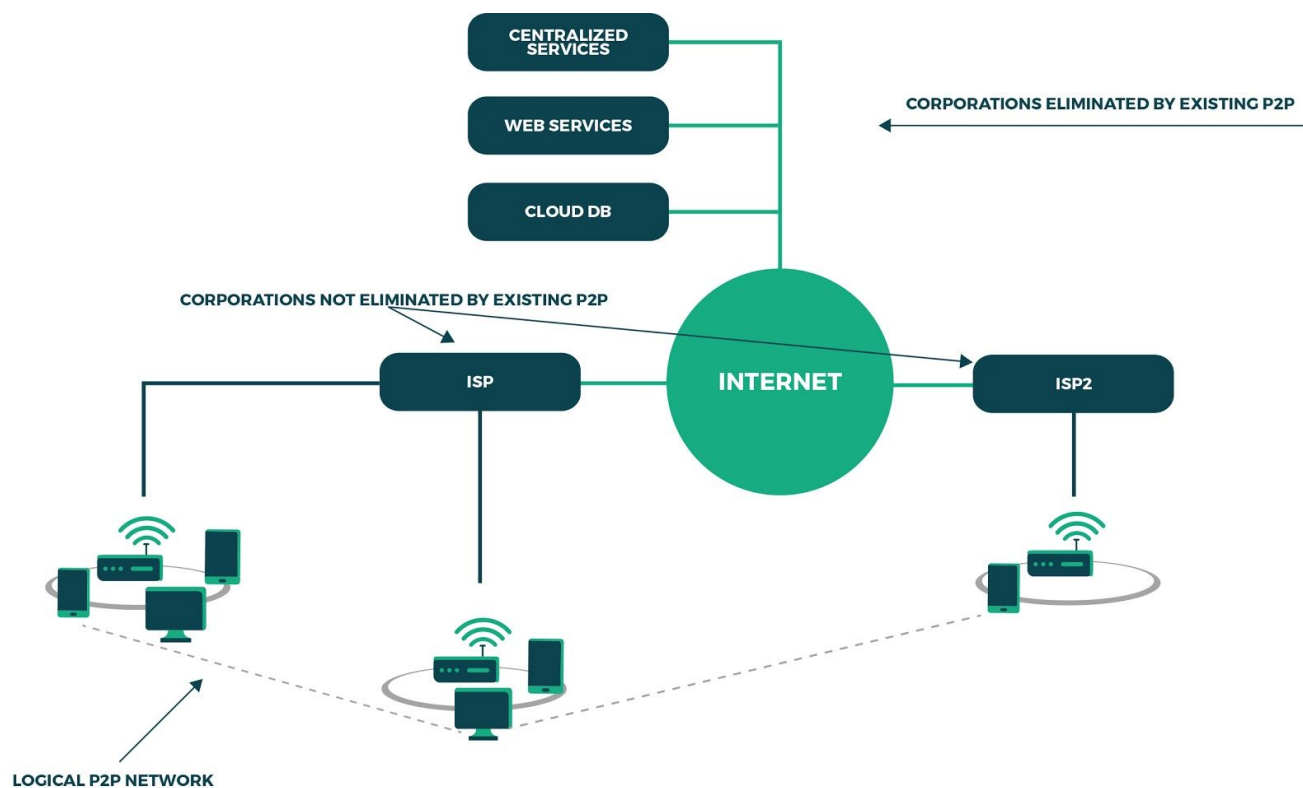 CENTRALIZED
SERVICES
WEB SERVICES
CORPORATIONS ELIMINATED BY EXISTING P2P
CLOUD DB
CORPORATIONS NOT ELIMINATED BY EXISTING P2P
ISP
INTERNET
ISP2
LOGICAL P2P NETWORK